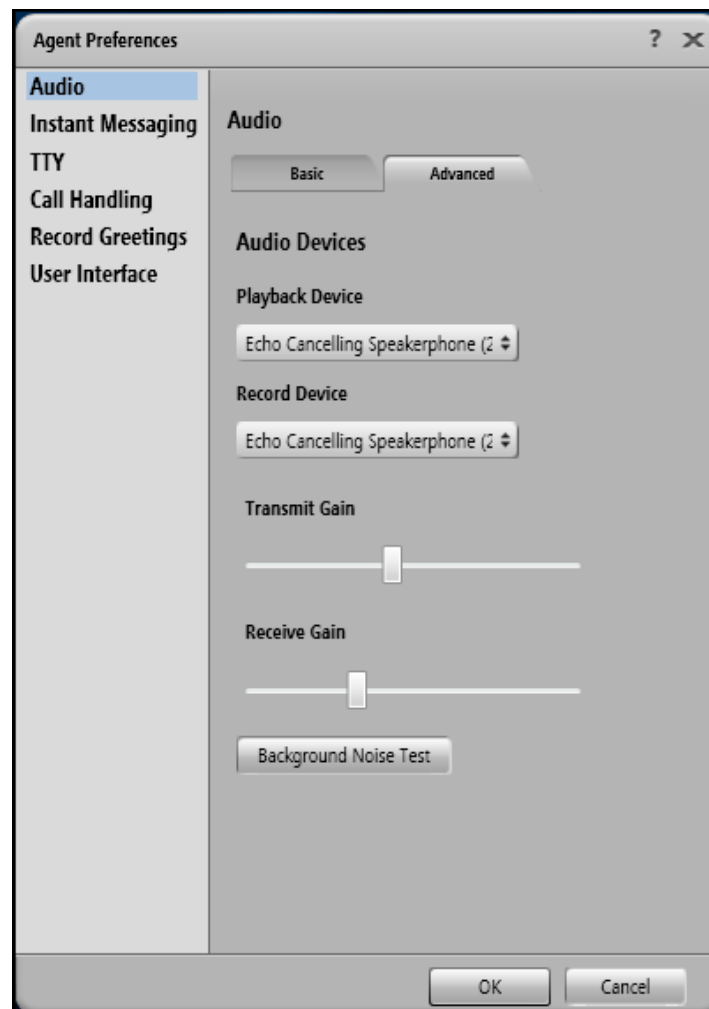 Agent Preferences ?
Audio
Instant Messaging
TTY
Call Handling
Record Greetings
User Interface
Audio
Basic Advanced
Audio Devices
Playback Device
Echo Cancelling Speakerphone (2
Record Device
Echo Cancelling Speakerphone (2
Transmit Gain
Receive Gain
Background Noise Test
OK Cancel